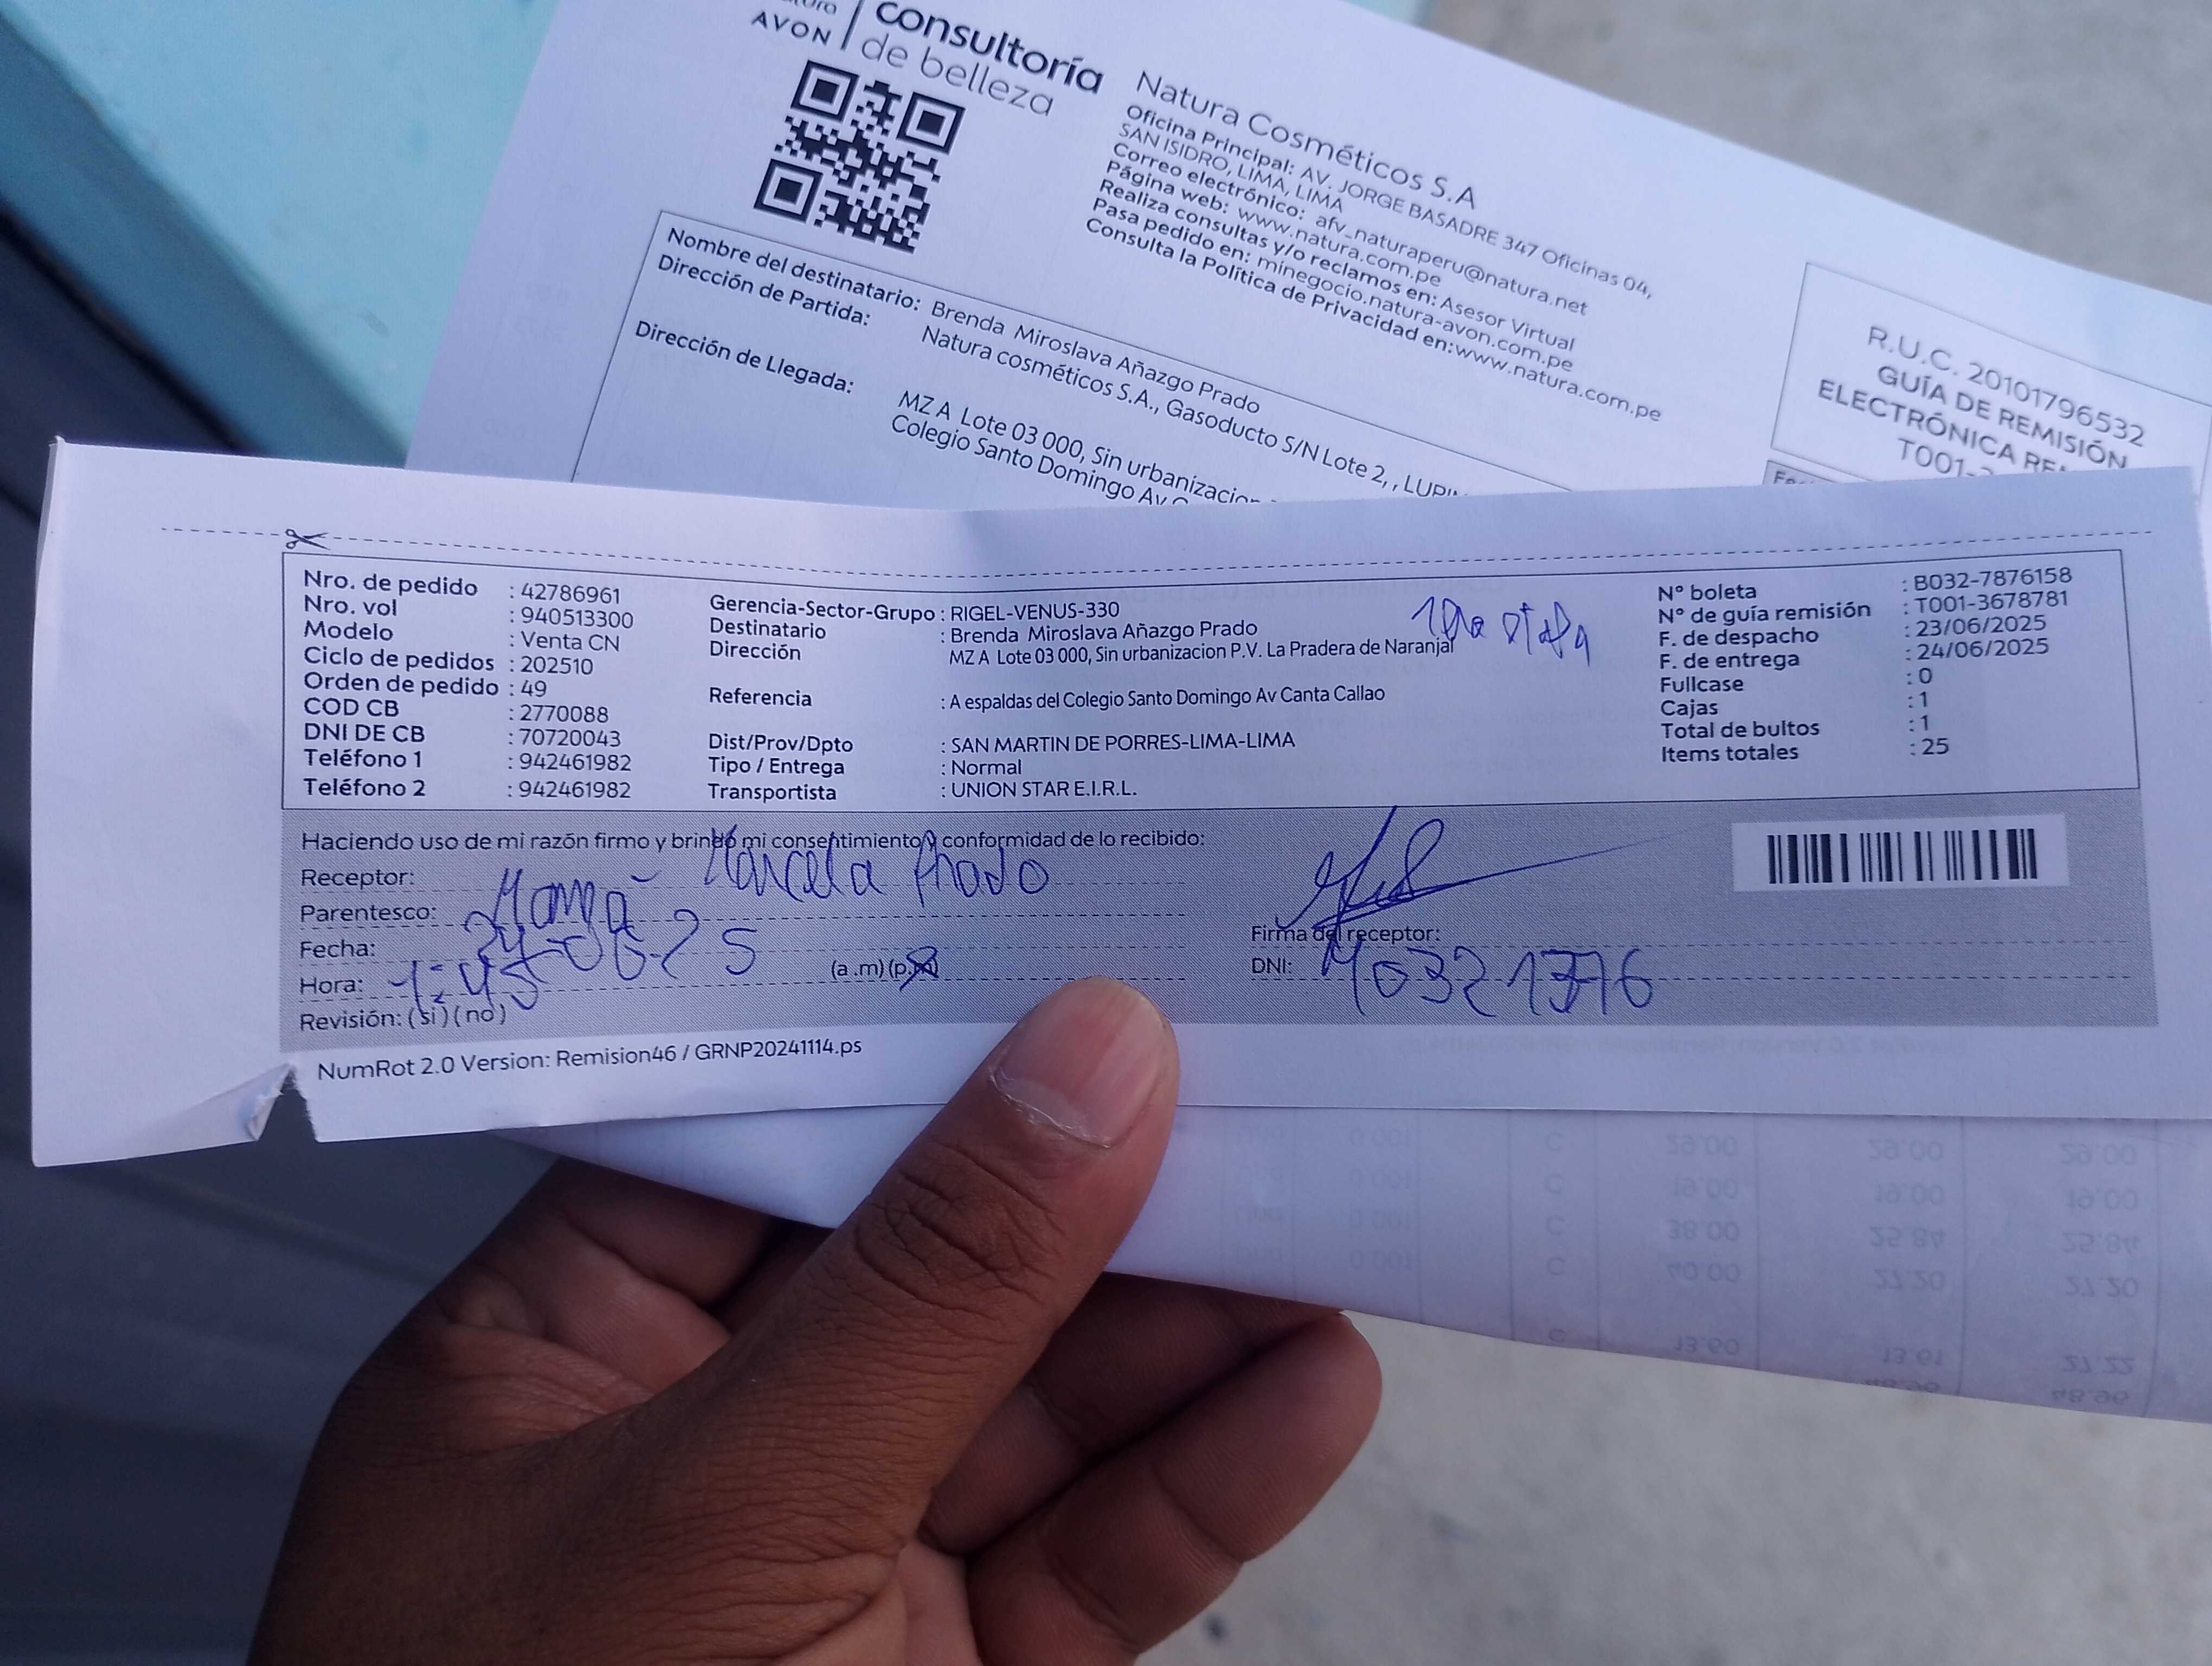 AVON
consultoría
de belleza
Natura Cosméticos S.A
Oficina Principal: AV. JORGE BASADRE 347 Oficinas 04,
SAN ISIDRO, LIMA, LIMA
Correo electrónico: afv_naturaperu@natura.net
Página web: www.natura.com.pe
Realiza consultas y/o reclamos en: Asesor Virtual
Pasa pedido en: minegocio.natura-avon.com.pe
Consulta la Política de Privacidad en:www.natura.com.pe
Nombre del destinatario: Brenda Miroslava Añazgo Prado
Dirección de Partida: Natura cosméticos S.A., Gasoducto S/N Lote 2, ,
Dirección de Llegada: MZ A Lote 03 000, Sin
Colegio Santo Domingo Av
R.U.C. 20101796532
GUÍA DE REMISIÓN
ELECTRÓNICA
T001-
Nro. de pedido : 42786961
Nro. vol : 940513300
Modelo : Venta CN
Ciclo de pedidos : 202510
Orden de pedido : 49
COD CB : 2770088
DNI DE CB : 70720043
Teléfono 1 : 942461982
Teléfono 2 : 942461982
Gerencia-Sector-Grupo : RIGEL-VENUS-330
Destinatario : Brenda Miroslava Añazgo Prado
Dirección MZ A Lote 03 000, Sin urbanizacion P.V. La Pradera de Naranjal
Referencia : A espaldas del Colegio Santo Domingo Av Canta Callao
Dist/Prov/Dpto : SAN MARTIN DE PORRES-LIMA-LIMA
Tipo / Entrega : Normal
Transportista : UNION STAR E.I.R.L.
N° boleta : B032-7876158
N° de guía remisión : T001-3678781
F. de despacho : 23/06/2025
F. de entrega : 24/06/2025
Fullcase : 0
Cajas : 1
Total de bultos : 1
Items totales : 25
Haciendo uso de mi razón firmo y brindo mi consentimiento y conformidad de lo recibido:
Receptor: Marcela Prado
Parentesco: Mamá
Fecha: 24-06-25
Hora: 1:45 (a.m) (p.m)
Revisión: (si) (no)
Firma del receptor:
DNI:
NumRot 2.0 Version: Remision46 / GRNP20241114.ps